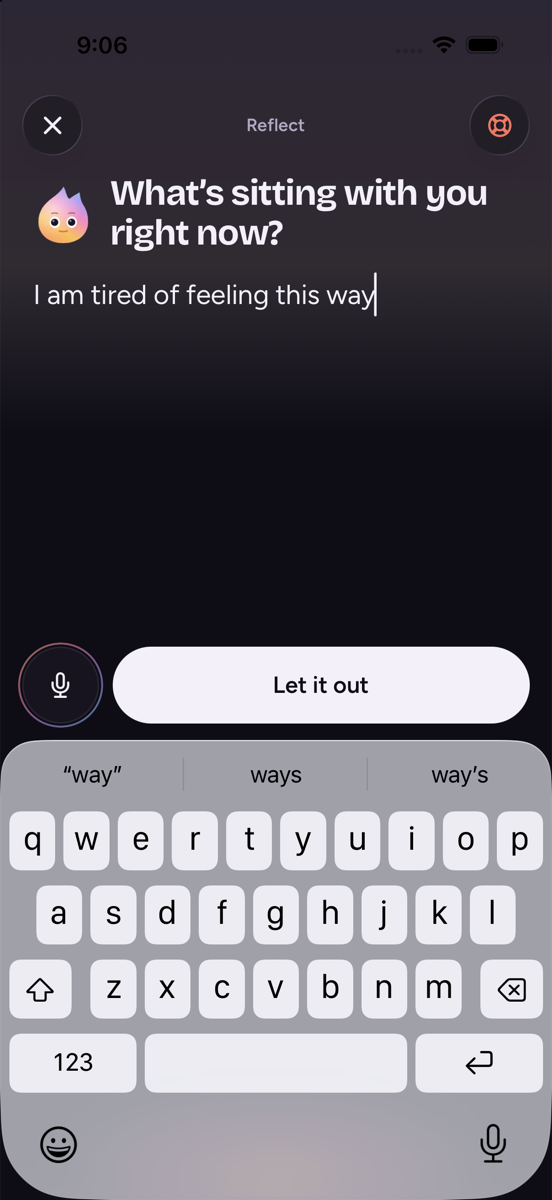 9:06
Reflect
What's sitting with you
right now?
I am tired of feeling this way
Let it out
“way” ways way's
q w e r t y u i o p
a s d f g h j k l
z x c v b n m
123